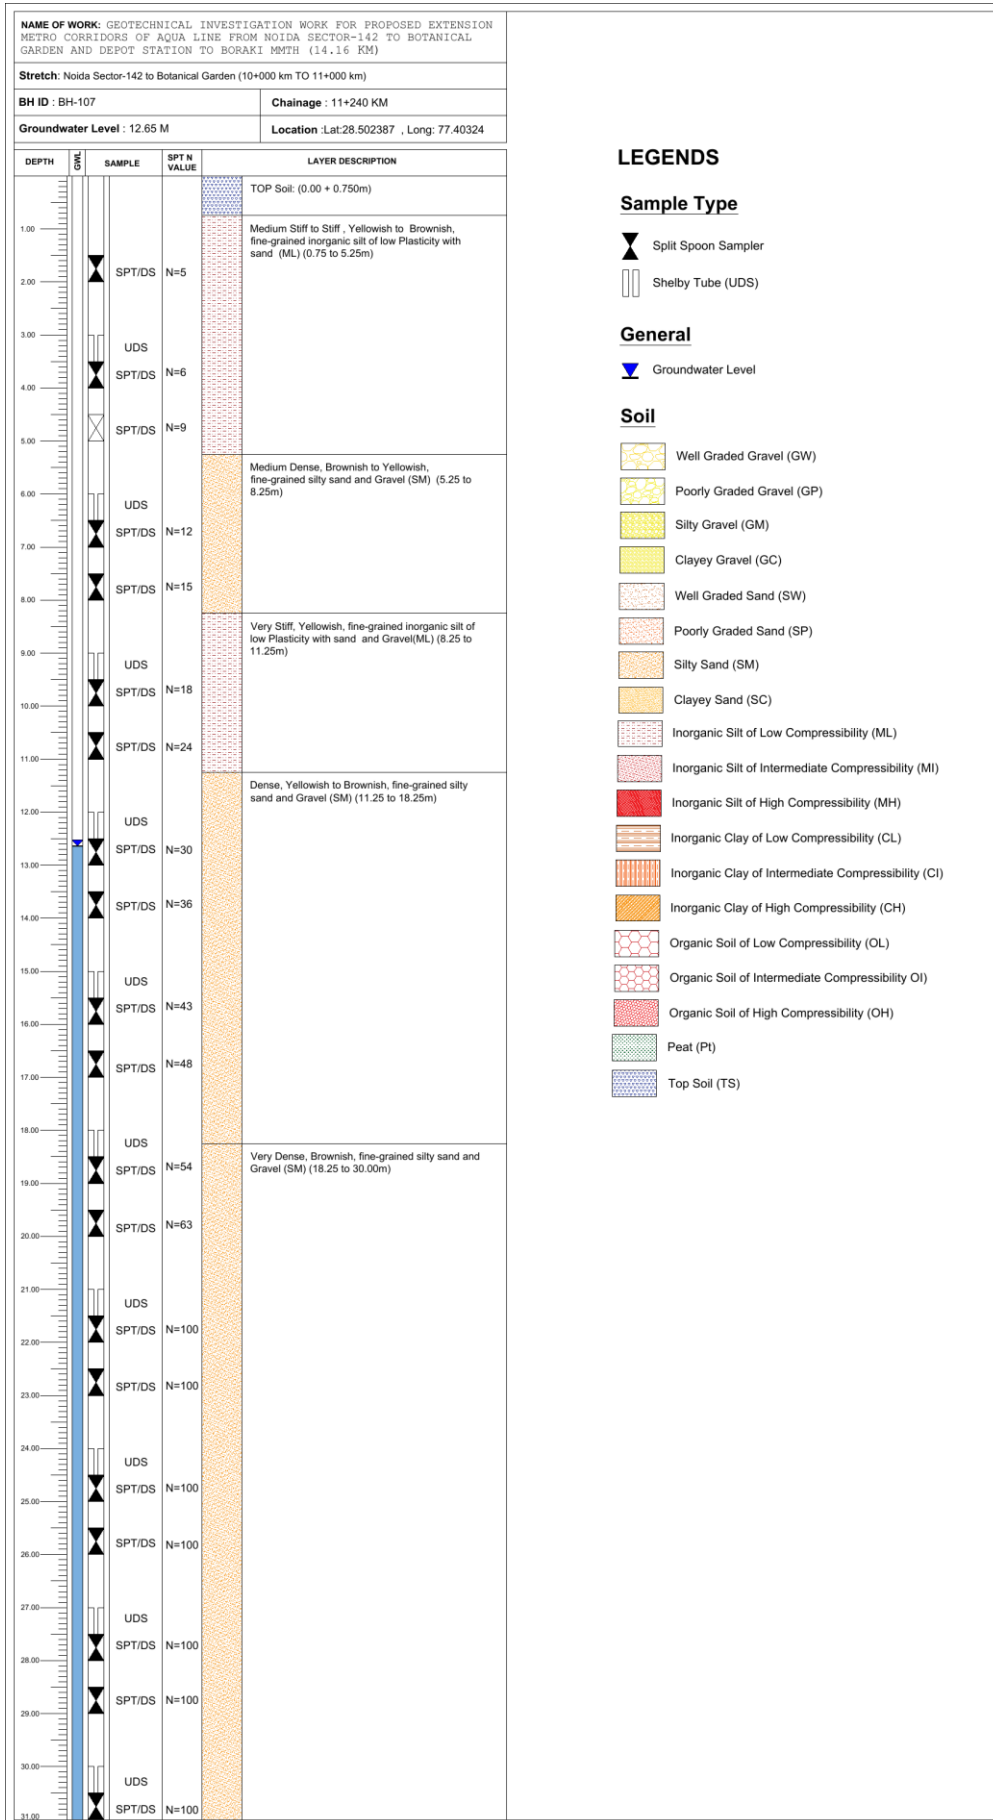 NAME OF WORK: GEOTECHNICAL INVESTIGATION WORK FOR PROPOSED EXTENSION
METRO CORRIDORS OF AQUA LINE FROM NOIDA SECTOR-142 TO BOTANICAL
GARDEN AND DEPOT STATION TO BORAKI MMTH (14.16 KM)
Stretch: Noida Sector-142 to Botanical Garden (10+000 km TO 11+000 km)
BH ID : BH-107
Chainage : 11+240 KM
Groundwater Level : 12.65 M
Location :Lat:28.502387 , Long: 77.40324
DEPTH GWL SAMPLE SPT N VALUE LAYER DESCRIPTION
TOP Soil: (0.00 + 0.750m)
1.00
Medium Stiff to Stiff , Yellowish to Brownish,
fine-grained inorganic silt of low Plasticity with
sand (ML) (0.75 to 5.25m)
SPT/DS N=5
2.00
3.00
UDS
SPT/DS N=6
4.00
SPT/DS N=9
5.00
Medium Dense, Brownish to Yellowish,
fine-grained silty sand and Gravel (SM) (5.25 to
8.25m)
6.00
UDS
SPT/DS N=12
7.00
SPT/DS N=15
8.00
Very Stiff, Yellowish, fine-grained inorganic silt of
low Plasticity with sand and Gravel(ML) (8.25 to
11.25m)
9.00
UDS
SPT/DS N=18
10.00
SPT/DS N=24
11.00
Dense, Yellowish to Brownish, fine-grained silty
sand and Gravel (SM) (11.25 to 18.25m)
12.00
UDS
SPT/DS N=30
13.00
SPT/DS N=36
14.00
15.00
UDS
SPT/DS N=43
16.00
SPT/DS N=48
17.00
18.00
UDS
Very Dense, Brownish, fine-grained silty sand and
Gravel (SM) (18.25 to 30.00m)
SPT/DS N=54
19.00
SPT/DS N=63
20.00
21.00
UDS
SPT/DS N=100
22.00
SPT/DS N=100
23.00
24.00
UDS
SPT/DS N=100
25.00
SPT/DS N=100
26.00
27.00
UDS
SPT/DS N=100
28.00
SPT/DS N=100
29.00
30.00
UDS
SPT/DS N=100
31.00
LEGENDS
Sample Type
Split Spoon Sampler
Shelby Tube (UDS)
General
Groundwater Level
Soil
Well Graded Gravel (GW)
Poorly Graded Gravel (GP)
Silty Gravel (GM)
Clayey Gravel (GC)
Well Graded Sand (SW)
Poorly Graded Sand (SP)
Silty Sand (SM)
Clayey Sand (SC)
Inorganic Silt of Low Compressibility (ML)
Inorganic Silt of Intermediate Compressibility (MI)
Inorganic Silt of High Compressibility (MH)
Inorganic Clay of Low Compressibility (CL)
Inorganic Clay of Intermediate Compressibility (CI)
Inorganic Clay of High Compressibility (CH)
Organic Soil of Low Compressibility (OL)
Organic Soil of Intermediate Compressibility OI)
Organic Soil of High Compressibility (OH)
Peat (Pt)
Top Soil (TS)